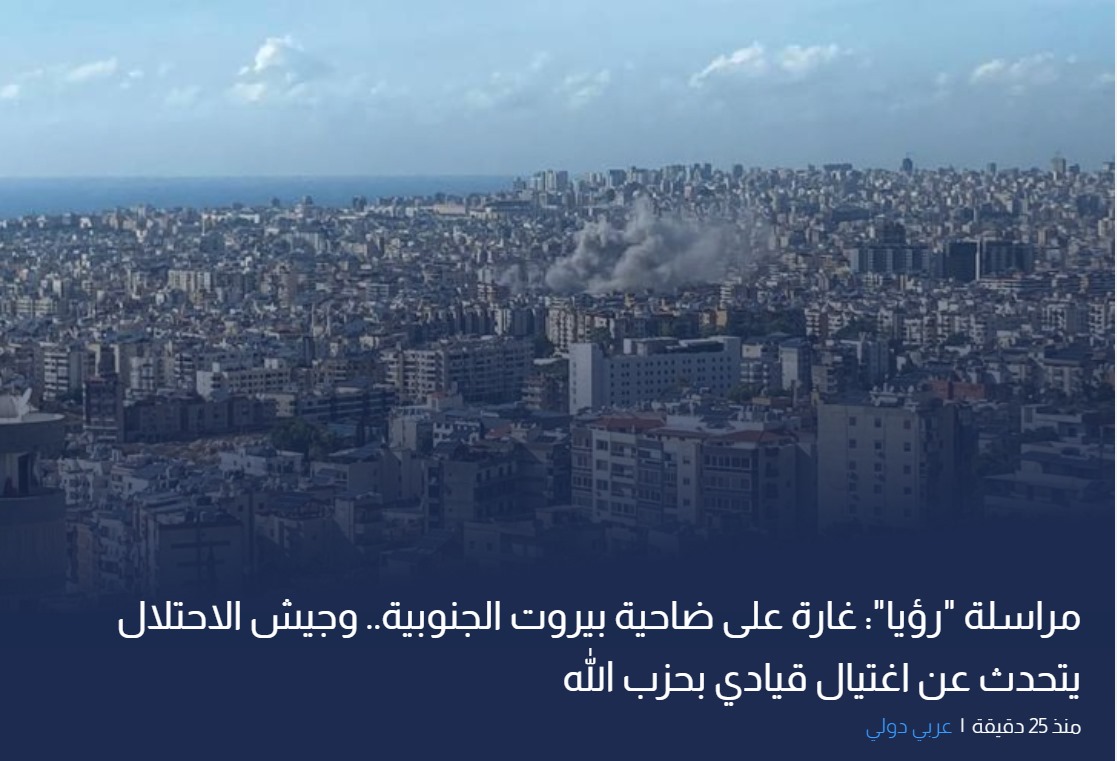 مراسلة "رؤيا": غارة على ضاحية بيروت الجنوبية.. وجيش الاحتلال
يتحدث عن اغتيال قيادي بحزب الله
منذ 25 دقيقة | عربي دولي